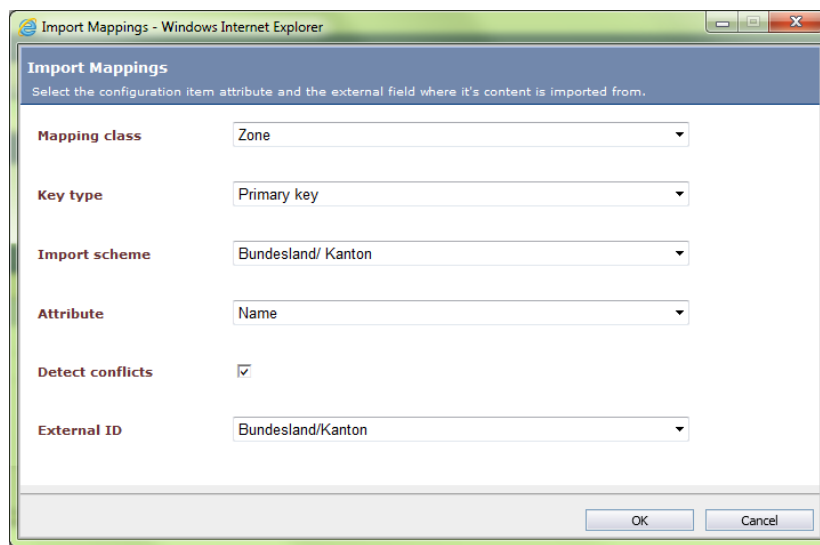 Import Mappings - Windows Internet Explorer
Import Mappings
Select the configuration item attribute and the external field where it's content is imported from.
Mapping class Zone
Key type Primary key
Import scheme Bundesland/ Kanton
Attribute Name
Detect conflicts
External ID Bundesland/Kanton
OK Cancel